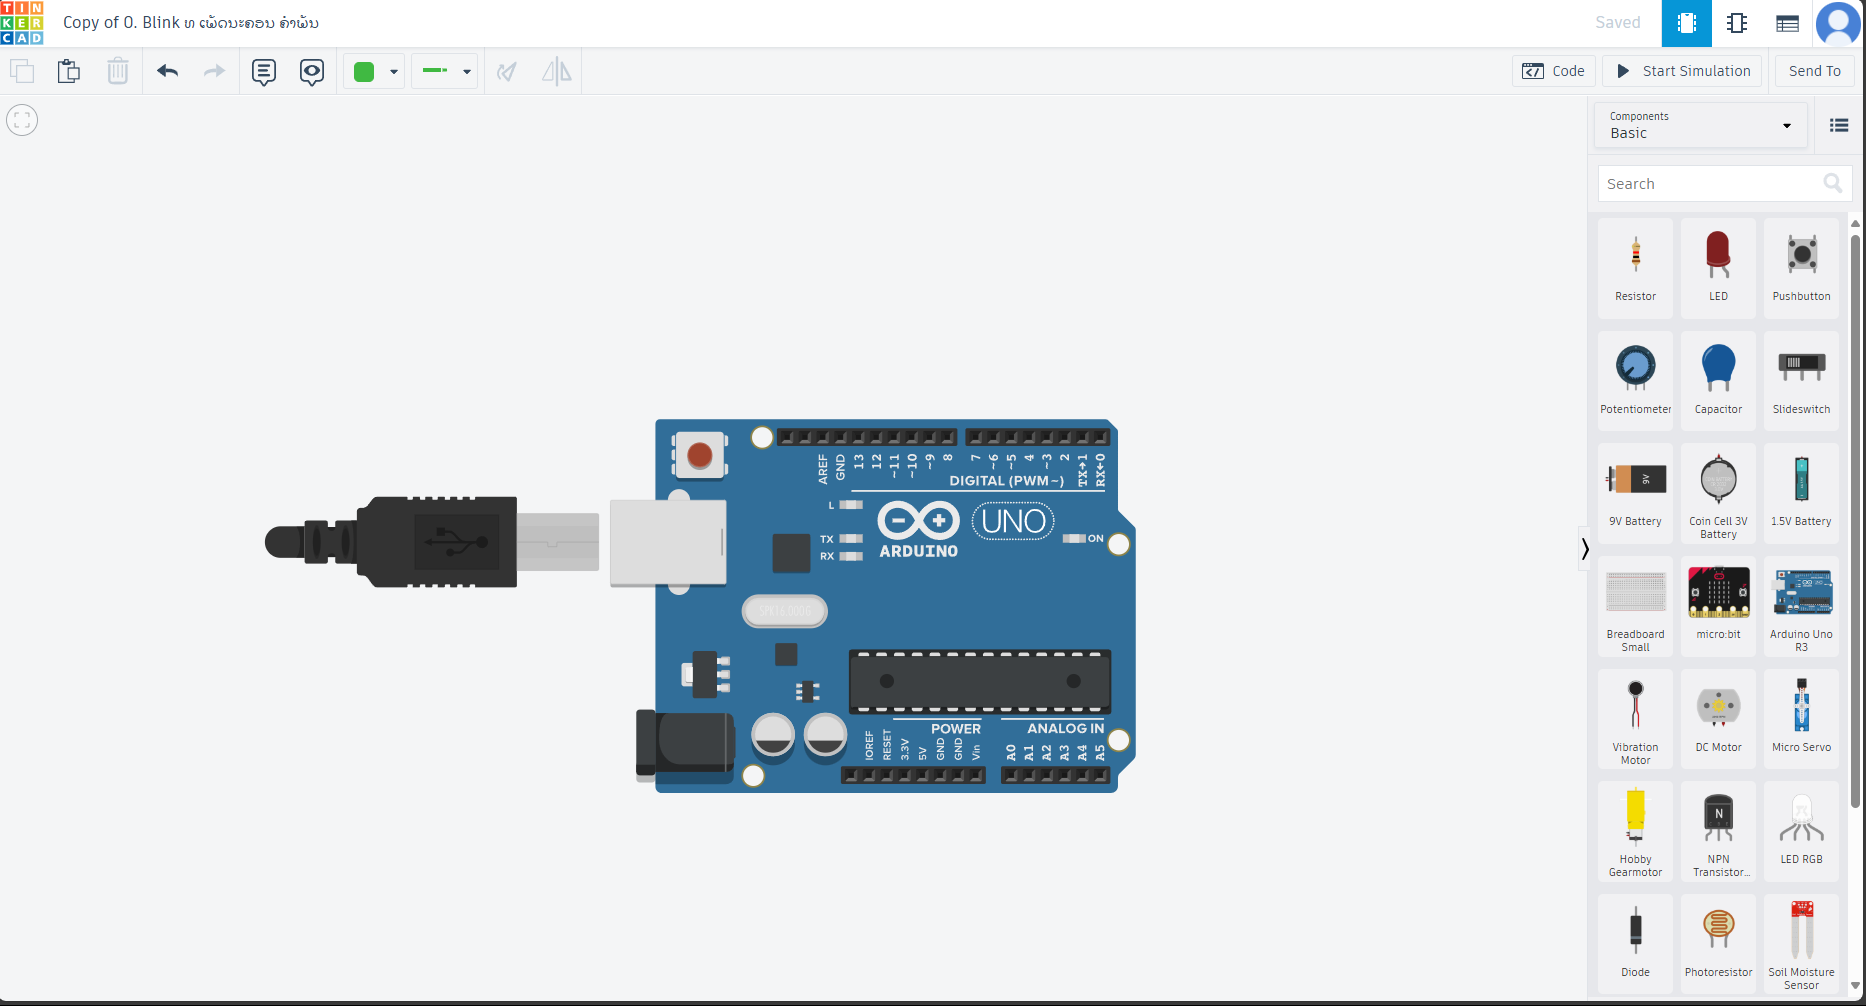 TIN
KER
CAD
Copy of 0. Blink ທ ເພັດນະຄອນ ຄຳພັນ
Saved
Code
Start Simulation
Send To
Components
Basic
Search
Resistor
LED
Pushbutton
Potentiometer
Capacitor
Slideswitch
9V
9V Battery
Coin Cell 3V
Battery
1.5V Battery
Breadboard
Small
micro:bit
Arduino Uno
R3
Vibration
Motor
DC Motor
Micro Servo
Hobby
Gearmotor
N
NPN
Transistor...
LED RGB
Diode
Photoresistor
Soil Moisture
Sensor
AREF
GND
13
12
~11
~10
~9
8
7
~6
~5
4
~3
2
TX→1
RX←0
DIGITAL (PWM~)
L
TX
RX
ARDUINO
UNO
ON
SPK16.000G
POWER
ANALOG IN
IOREF
RESET
3.3V
5V
GND
GND
Vin
A0
A1
A2
A3
A4
A5